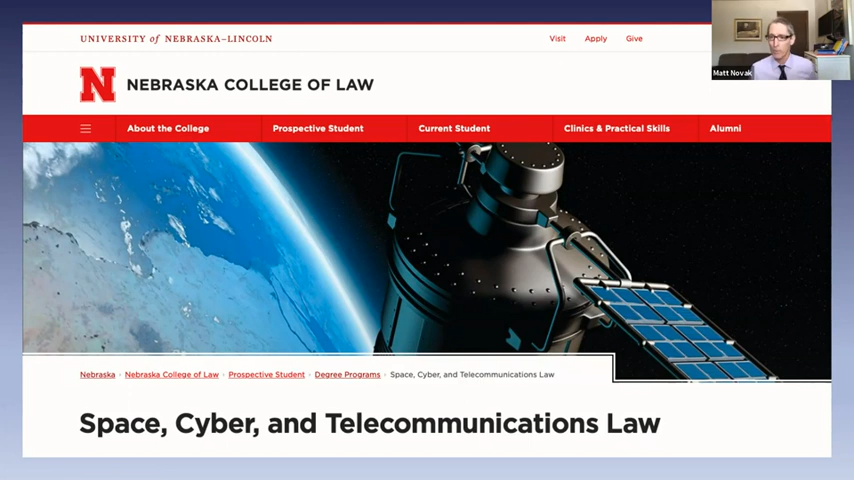 UNIVERSITY of NEBRASKA–LINCOLN
Visit
Apply
Give
Matt Novak
N
NEBRASKA COLLEGE OF LAW
About the College
Prospective Student
Current Student
Clinics & Practical Skills
Alumni
Nebraska › Nebraska College of Law › Prospective Student › Degree Programs › Space, Cyber, and Telecommunications Law
Space, Cyber, and Telecommunications Law